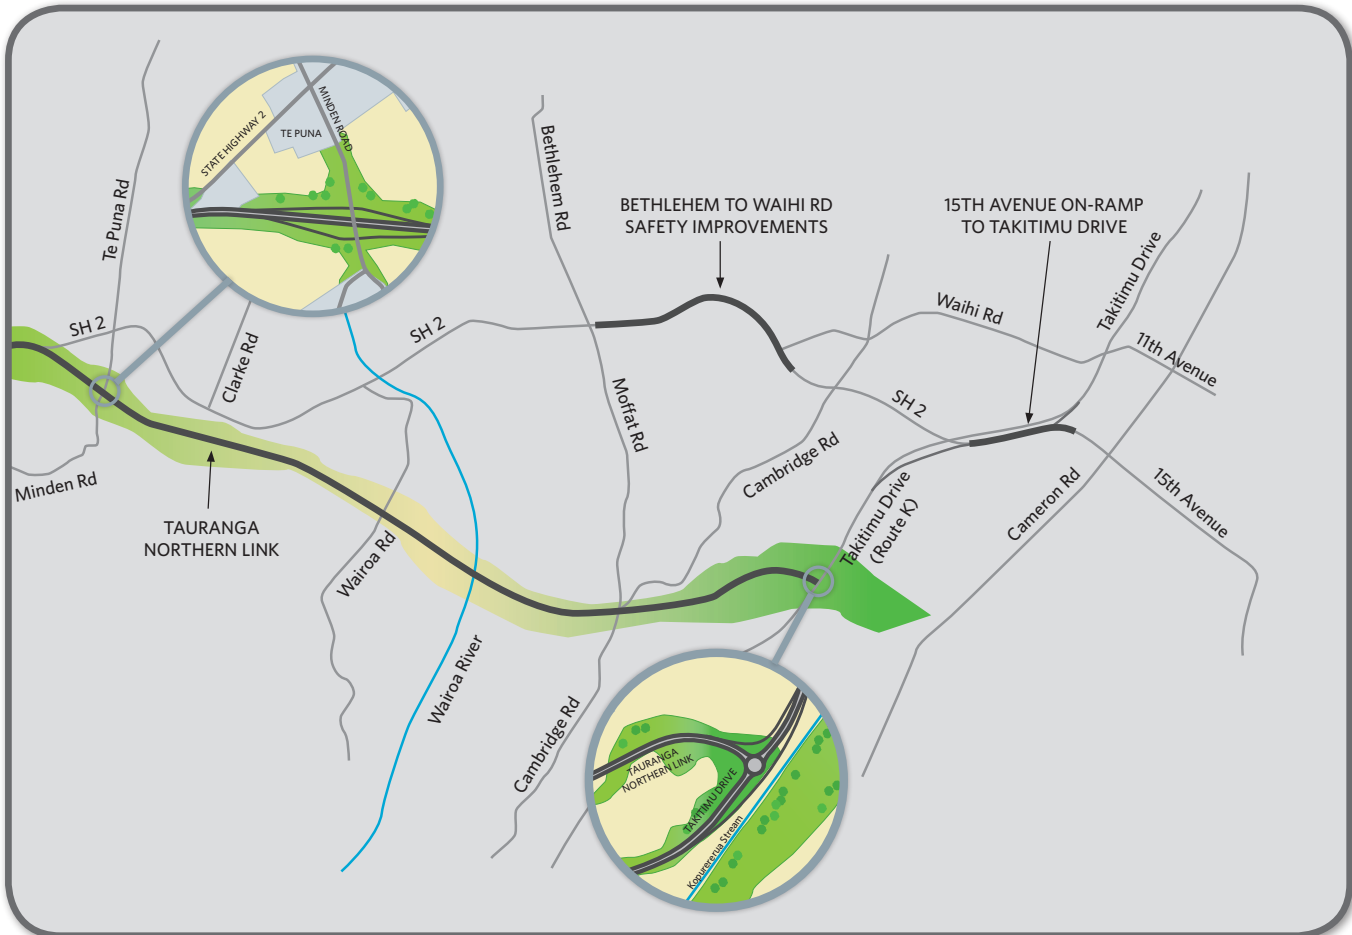 STATE HIGHWAY 2
MINDEN ROAD
TE PUNA
Te Puna Rd
SH 2
Clarke Rd
SH 2
Bethlehem Rd
BETHLEHEM TO WAIHI RD
SAFETY IMPROVEMENTS
15TH AVENUE ON-RAMP
TO TAKITIMU DRIVE
Takitimu Drive
Waihi Rd
11th Avenue
Moffat Rd
SH 2
Cambridge Rd
Minden Rd
TAURANGA
NORTHERN LINK
Wairoa Rd
Takitimu Drive
(Route K)
Cameron Rd
15th Avenue
Wairoa River
Cambridge Rd
TAURANGA
NORTHERN LINK
TAKITIMU DRIVE
Kopurererua Stream